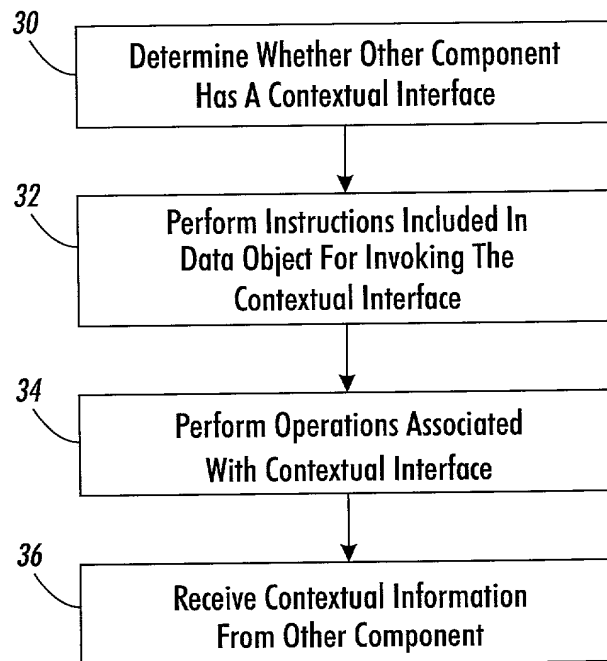 30
Determine Whether Other Component
Has A Contextual Interface
32
Perform Instructions Included In
Data Object For Invoking The
Contextual Interface
34
Perform Operations Associated
With Contextual Interface
36
Receive Contextual Information
From Other Component